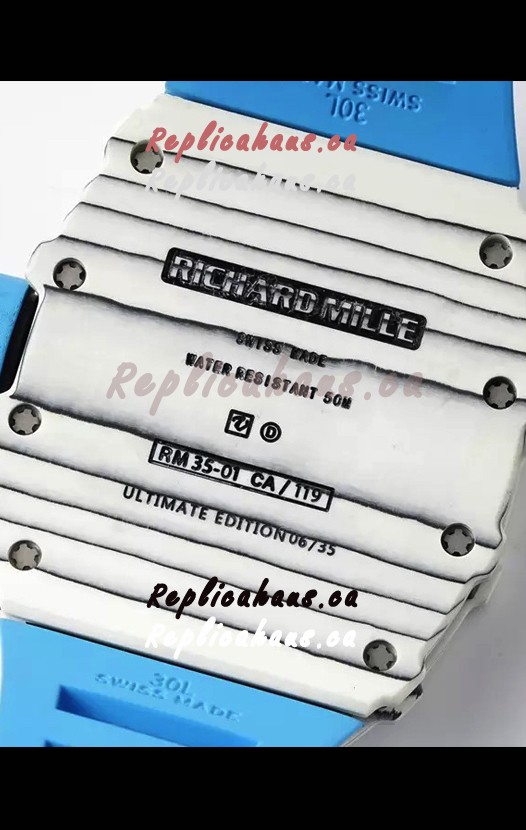 30L
SWISS MA
Replicahaus.ca
Replicahaus.ca
RICHARD MILLE
SWISS MADE
Replicahaus.ca
WATER RESISTANT 50M
D
RM 35-01 CA/119
ULTIMATE EDITION 06/35
Replicahaus.ca
Replicahaus.ca
30L
SWISS MADE